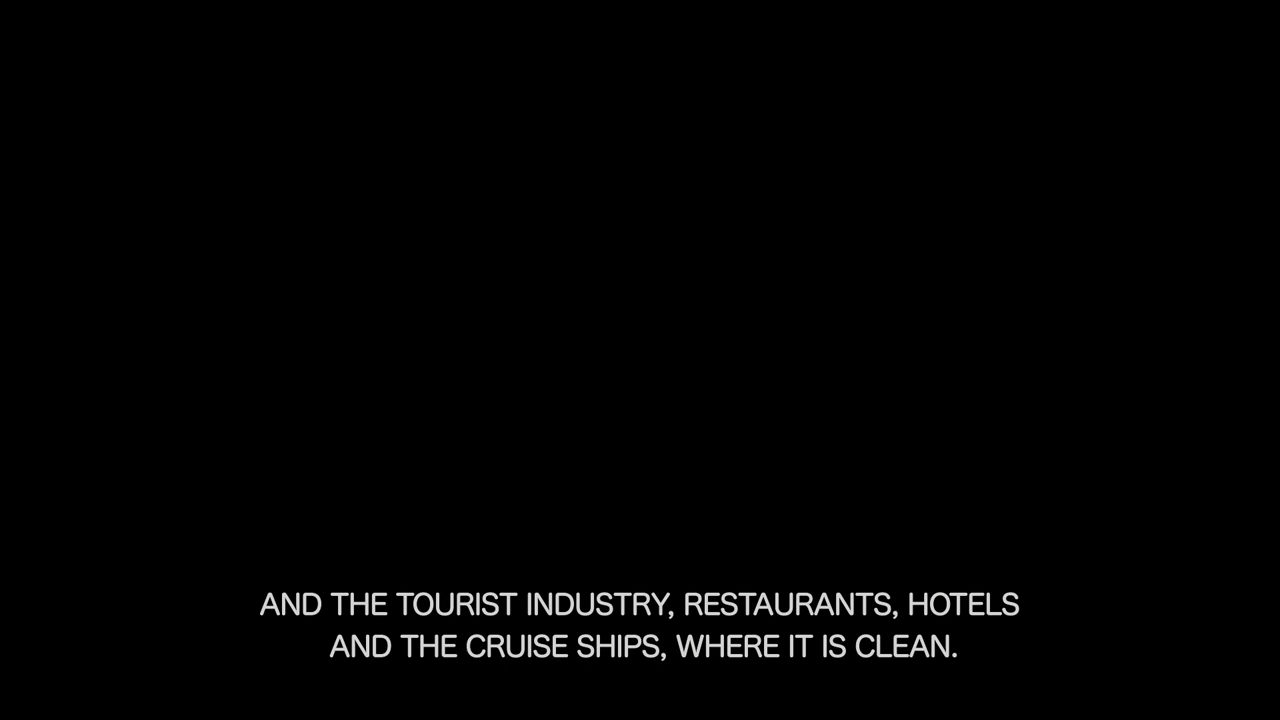 AND THE TOURIST INDUSTRY, RESTAURANTS, HOTELS
AND THE CRUISE SHIPS, WHERE IT IS CLEAN.